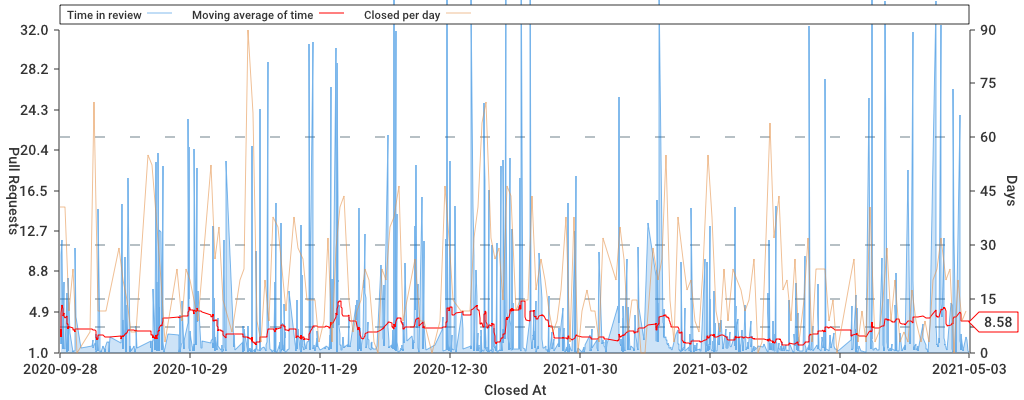 Time in review Moving average of time Closed per day
32.0 90
28.2 75
24.3
20.4 60
16.5 45
12.7 30
8.8
4.9 15
1.0 0
8.58
Pull Requests
Days
2020-09-28 2020-10-29 2020-11-29 2020-12-30 2021-01-30 2021-03-02 2021-04-02 2021-05-03
Closed At